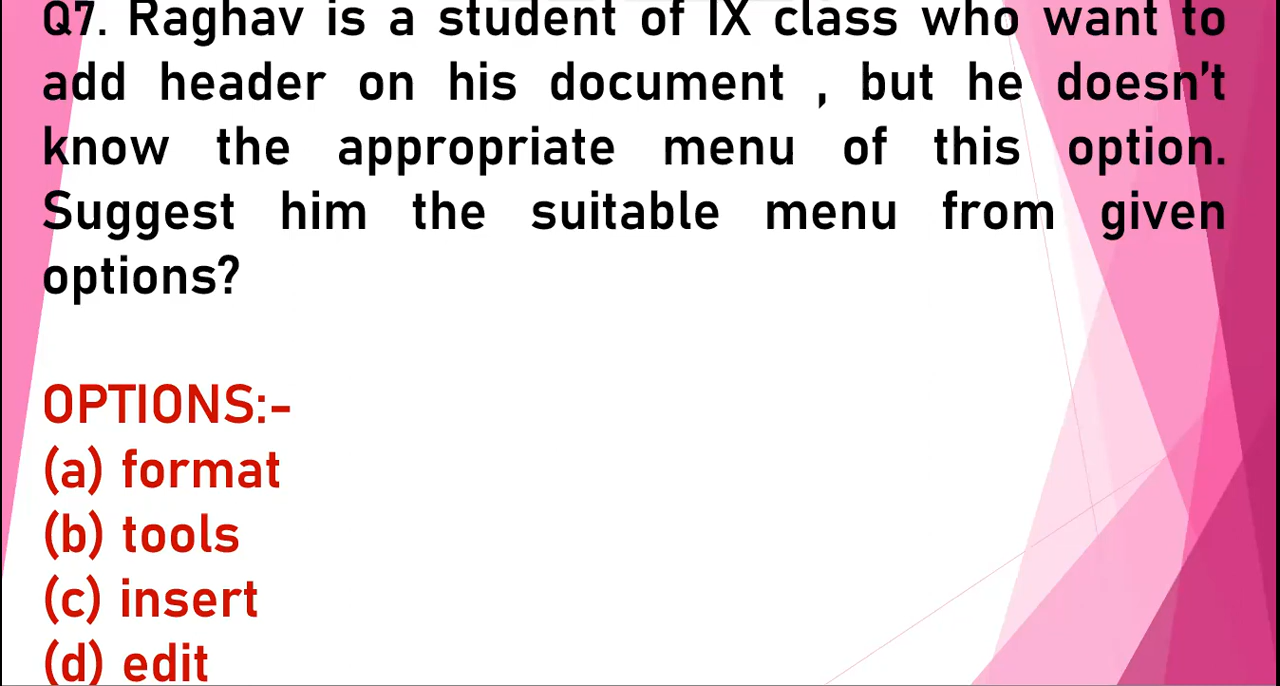 Q7. Raghav is a student of IX class who want to
add header on his document , but he doesn't
know the appropriate menu of this option.
Suggest him the suitable menu from given
options?
OPTIONS:-
(a) format
(b) tools
(c) insert
(d) edit